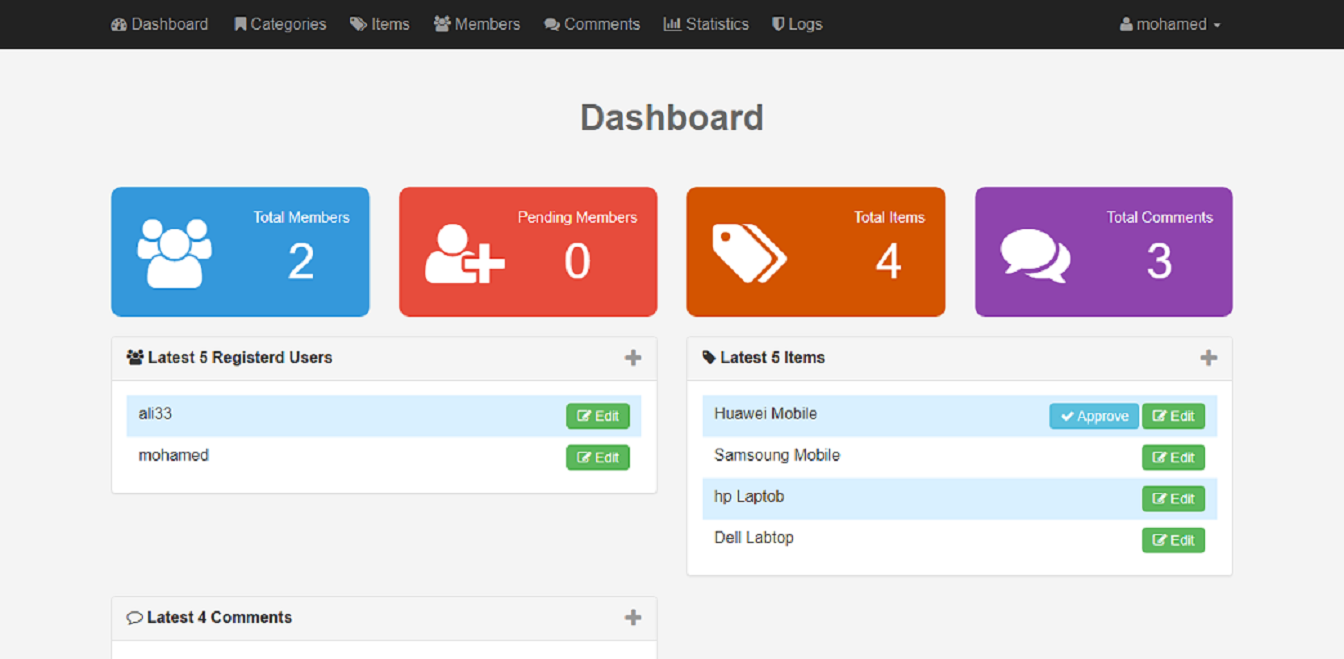 Dashboard Categories Items Members Comments Statistics Logs mohamed
Dashboard
Total Members
2
Pending Members
0
Total Items
4
Total Comments
3
Latest 5 Registerd Users
ali33 Edit
mohamed Edit
Latest 5 Items
Huawei Mobile Approve Edit
Samsoung Mobile Edit
hp Laptob Edit
Dell Labtop Edit
Latest 4 Comments